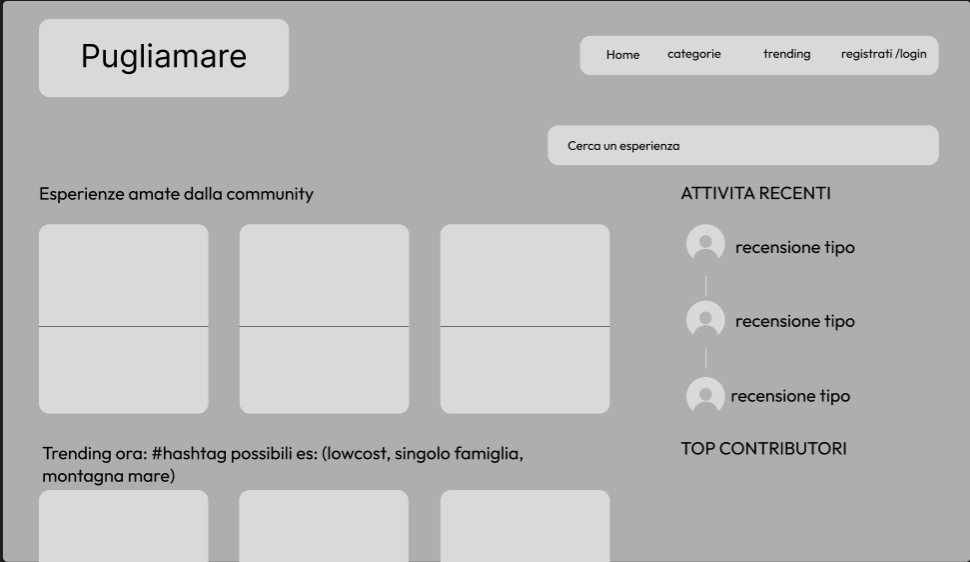 Pugliamare
Home
categorie
trending
registrati /login
Cerca un esperienza
Esperienze amate dalla community
ATTIVITA RECENTI
recensione tipo
recensione tipo
recensione tipo
Trending ora: #hashtag possibili es: (lowcost, singolo famiglia,
montagna mare)
TOP CONTRIBUTORI